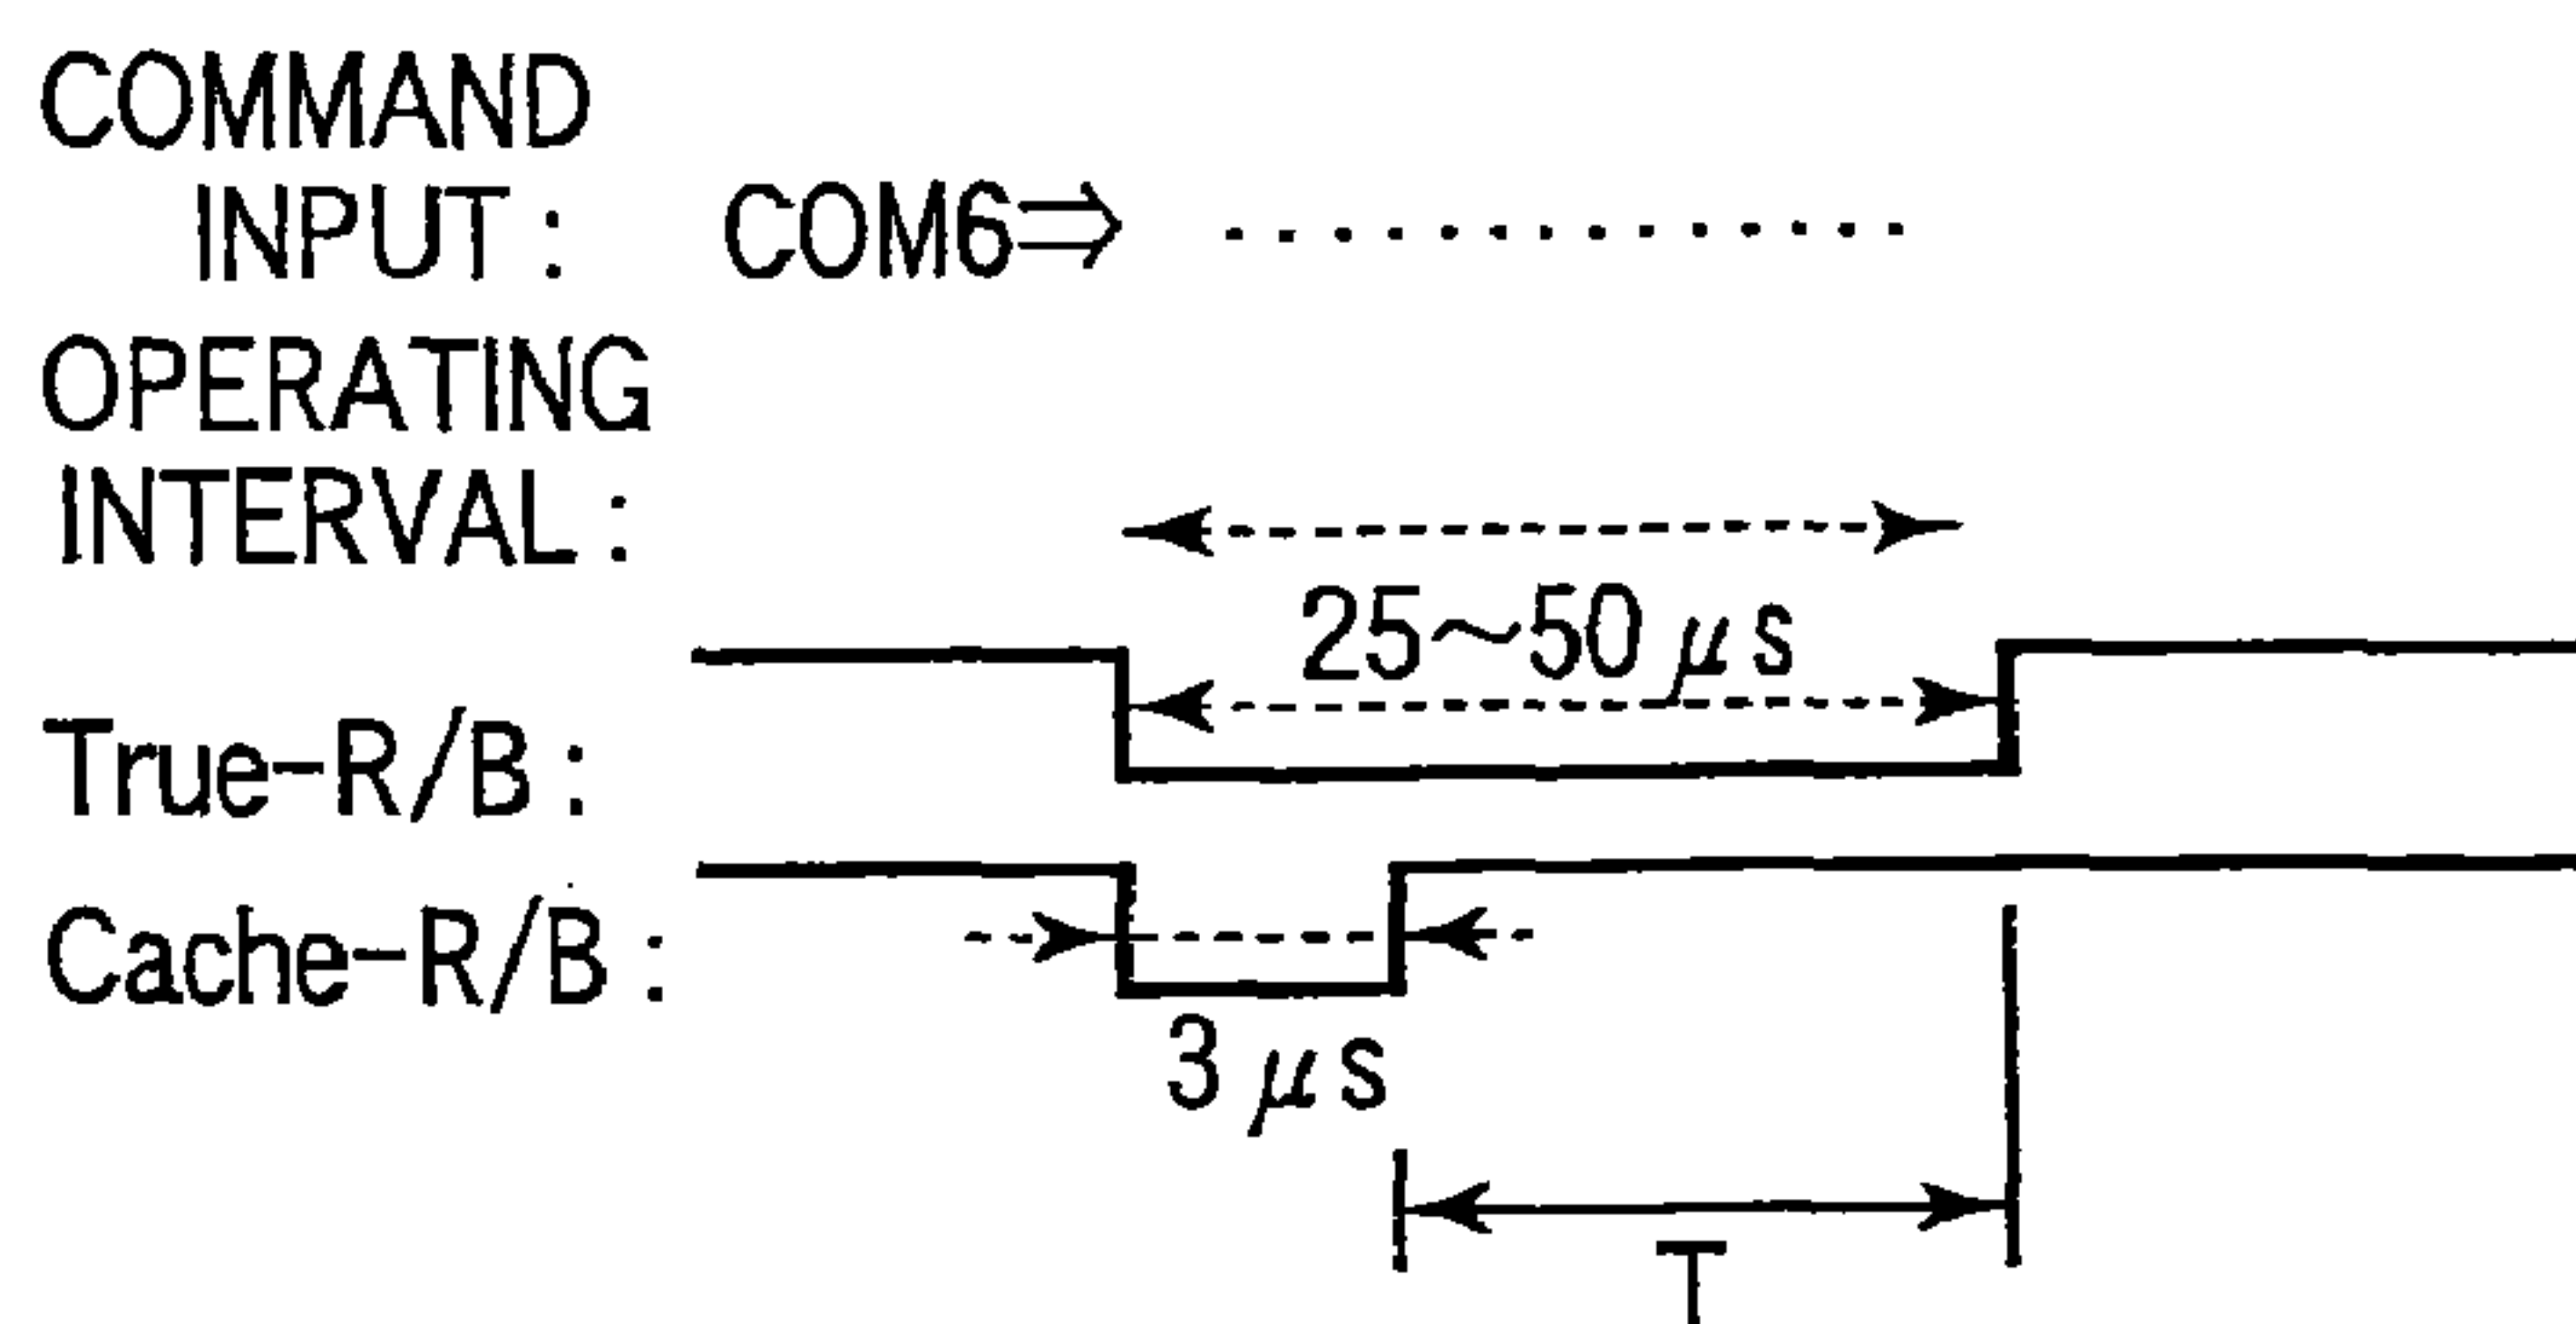 COMMAND
INPUT : COM6⇒ ··············
OPERATING
INTERVAL :
25～50 μs
True-R/B :
Cache-R/B :
3 μs
T